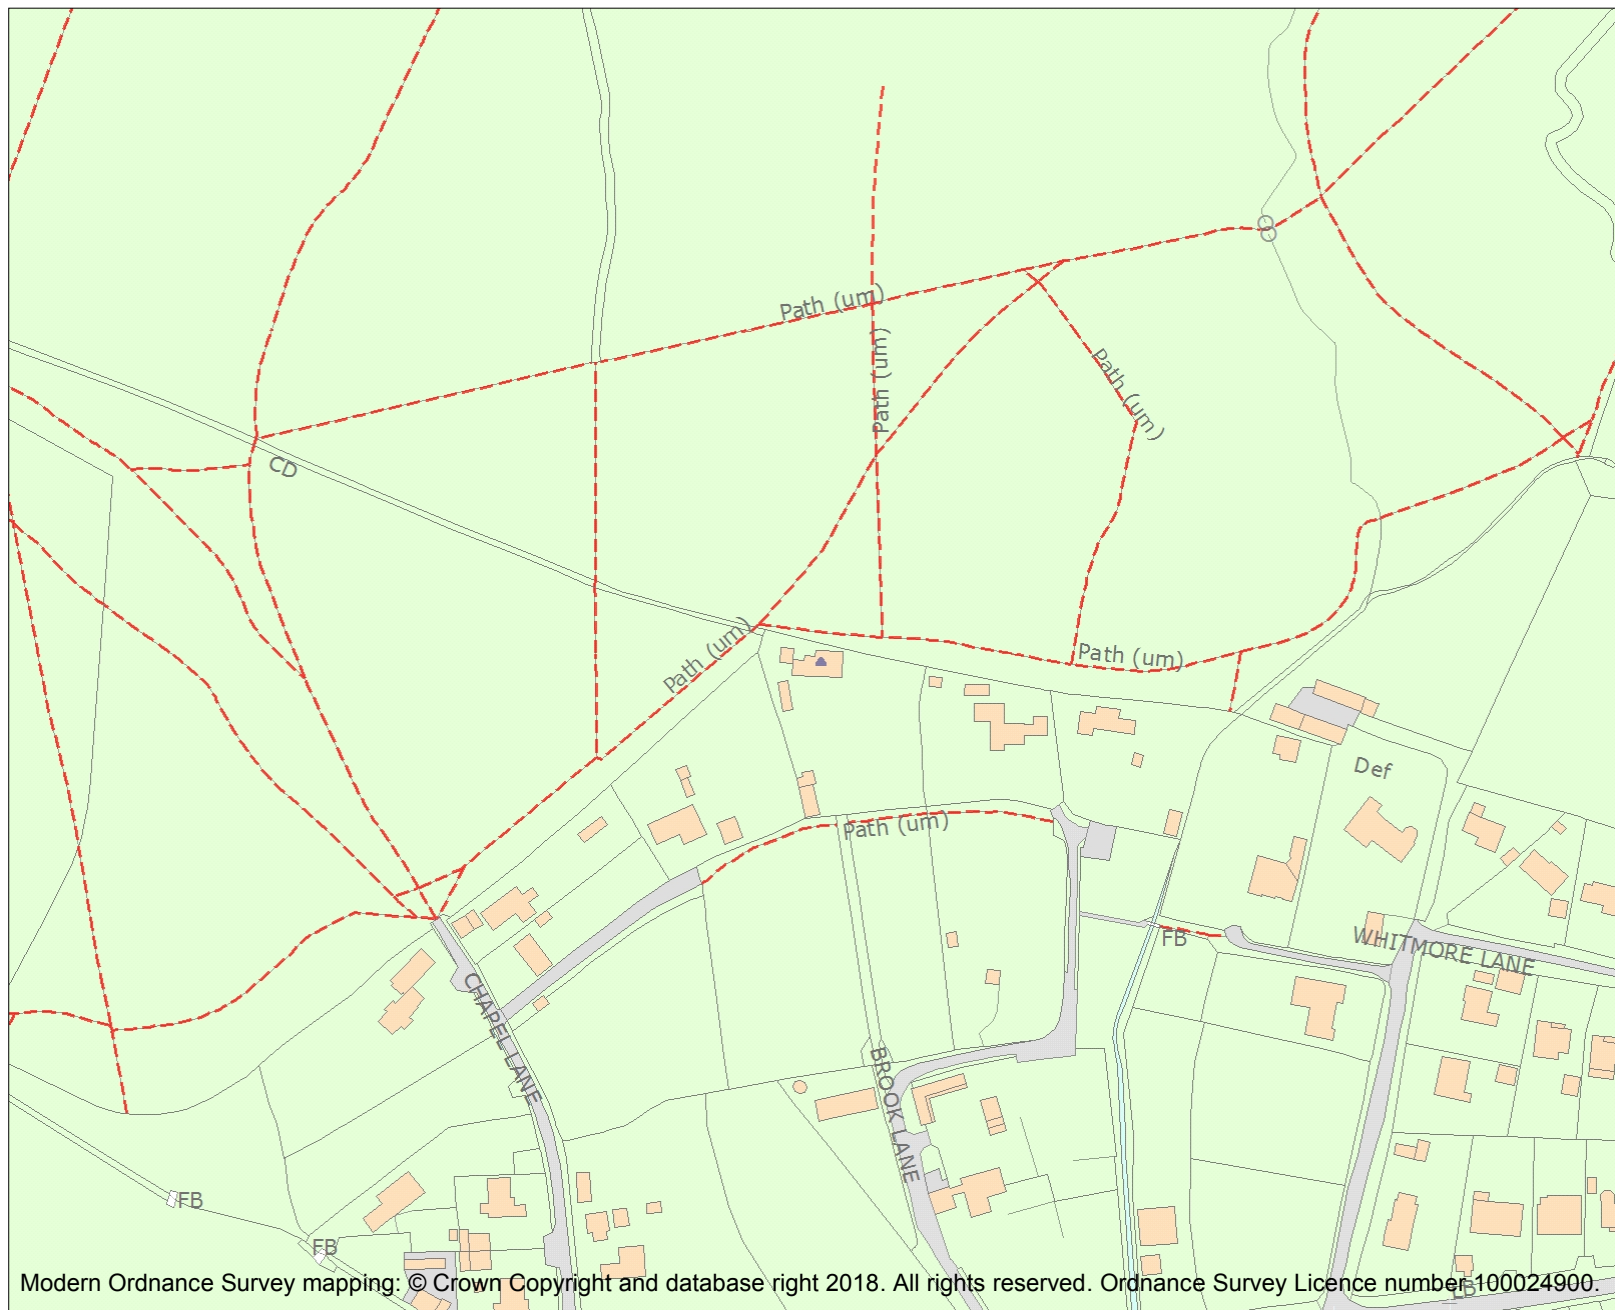 Path (um)
Path (um)
Path (um)
CD
Path (um)
Path (um)
Def
Path (um)
FB
WHITMORE LANE
CHAPEL LANE
BROOK LANE
FB
FB
LB
Modern Ordnance Survey mapping: © Crown Copyright and database right 2018. All rights reserved. Ordnance Survey Licence number 100024900.